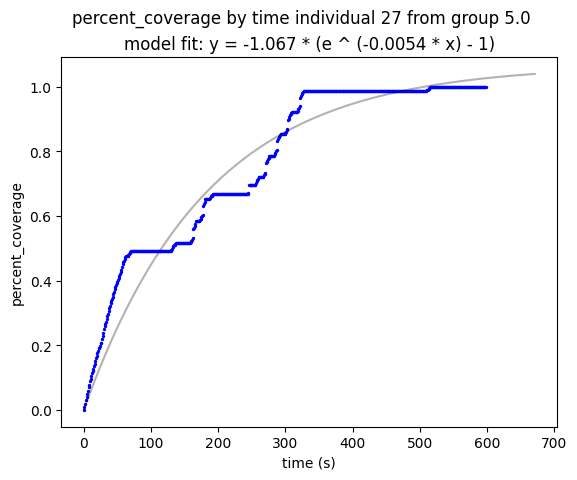 percent_coverage by time individual 27 from group 5.0
model fit: y = -1.067 * (e ^ (-0.0054 * x) - 1)
percent_coverage
1.0
0.8
0.6
0.4
0.2
0.0
0 100 200 300 400 500 600 700
time (s)